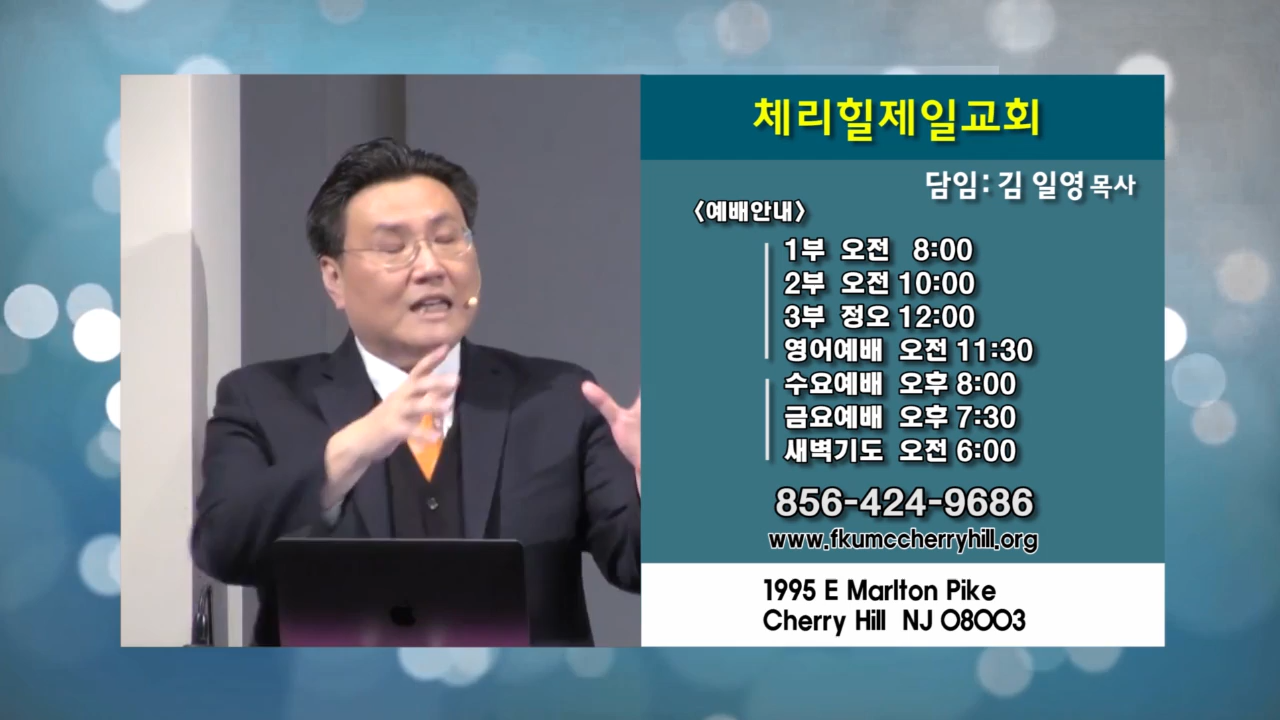 체리힐제일교회
담임: 김 일영 목사
<예배안내>
1부 오전 8:00
2부 오전 10:00
3부 정오 12:00
영어예배 오전 11:30
수요예배 오후 8:00
금요예배 오후 7:30
새벽기도 오전 6:00
856-424-9686
www.fkumccherryhill.org
1995 E Marlton Pike
Cherry Hill NJ 08003